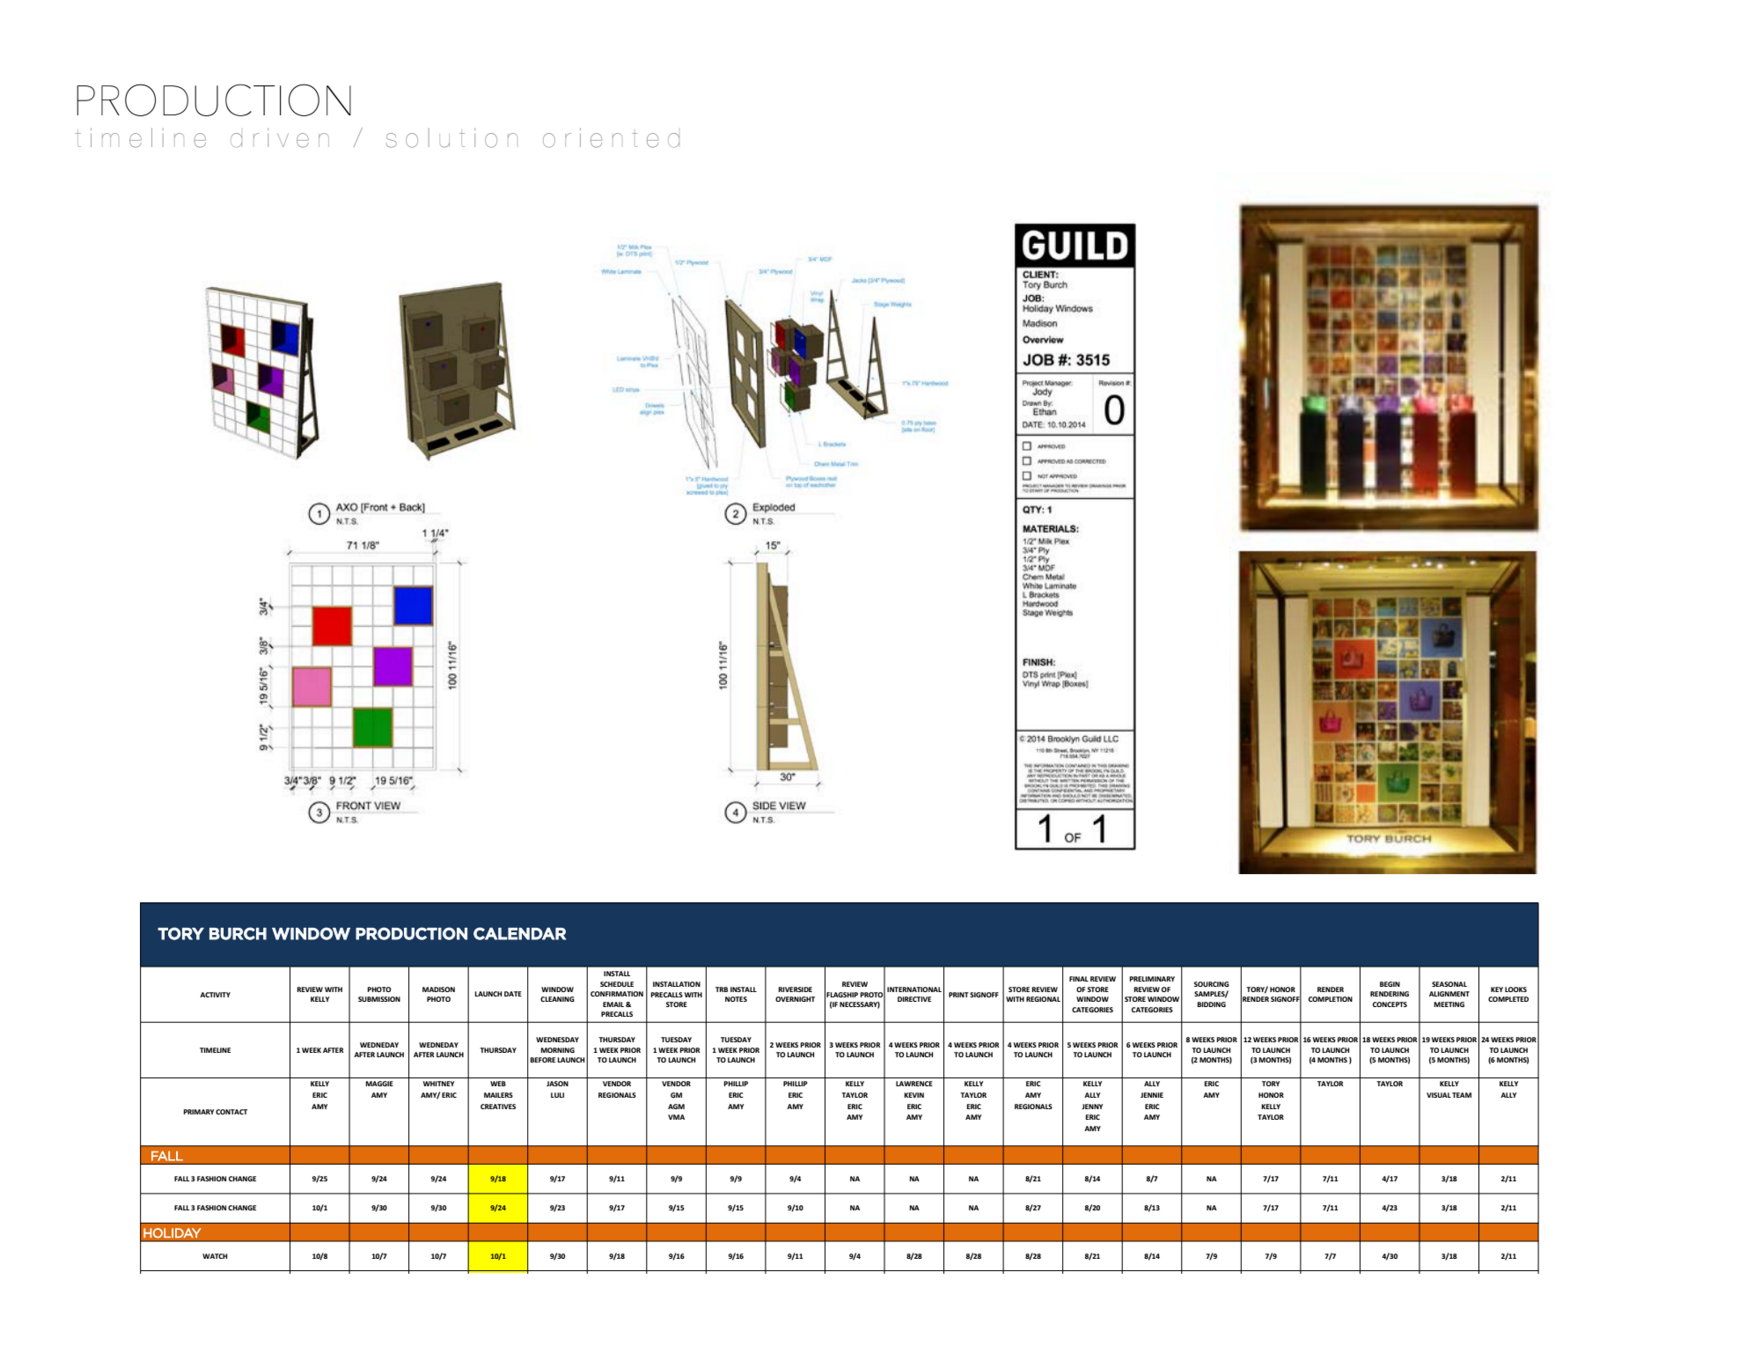 PRODUCTION
timeline driven / solution oriented
1/2" Milk Plex
[w. DTS print]
White Laminate
1/2" Plywood
3/4" Plywood
3/4" MDF
Vinyl
Wrap
Jacks [3/4" Plywood]
Stage Weights
Laminate VHB'd
to Plex
LED strips
Dowels
align plex
1"x.75" Hardwood
0.75 ply base
[sits on floor]
L Brackets
Chem Metal Trim
1"x3" Hardwood
[glued to ply
screwed to plex]
Plywood Boxes rest
on top of eachother
1 AXO [Front + Back]
N.T.S.
2 Exploded
N.T.S.
71 1/8"
1 1/4"
3/4"
3/8"
19 5/16"
9 1/2"
100 11/16"
3/4" 3/8" 9 1/2" 19 5/16"
3 FRONT VIEW
N.T.S.
15"
100 11/16"
30"
4 SIDE VIEW
N.T.S.
GUILD
CLIENT:
Tory Burch
JOB:
Holiday Windows
Madison
Overview
JOB #: 3515
Project Manager:
Jody
Drawn By:
Ethan
DATE: 10.10.2014
Revision #:
0
APPROVED
APPROVED AS CORRECTED
NOT APPROVED
PROJECT MANAGER TO REVIEW DRAWINGS PRIOR
TO START OF PRODUCTION
QTY: 1
MATERIALS:
1/2" Milk Plex
3/4" Ply
1/2" Ply
3/4" MDF
Chem Metal
White Laminate
L Brackets
Hardwood
Stage Weights
FINISH:
DTS print [Plex]
Vinyl Wrap [Boxes]
© 2014 Brooklyn Guild LLC
1 OF 1
TORY BURCH
TORY BURCH WINDOW PRODUCTION CALENDAR
ACTIVITY REVIEW WITH KELLY PHOTO SUBMISSION MADISON PHOTO LAUNCH DATE WINDOW CLEANING INSTALL SCHEDULE CONFIRMATION EMAIL & PRECALLS INSTALLATION PRECALLS WITH STORE TRB INSTALL NOTES RIVERSIDE OVERNIGHT REVIEW FLAGSHIP PROTO (IF NECESSARY) INTERNATIONAL DIRECTIVE PRINT SIGNOFF STORE REVIEW WITH REGIONAL FINAL REVIEW OF STORE WINDOW CATEGORIES PRELIMINARY REVIEW OF STORE WINDOW CATEGORIES SOURCING SAMPLES/ BIDDING TORY/ HONOR RENDER SIGNOFF RENDER COMPLETION BEGIN RENDERING CONCEPTS SEASONAL ALIGNMENT MEETING KEY LOOKS COMPLETED
TIMELINE 1 WEEK AFTER WEDNEDAY AFTER LAUNCH WEDNEDAY AFTER LAUNCH THURSDAY WEDNESDAY MORNING BEFORE LAUNCH THURSDAY 1 WEEK PRIOR TO LAUNCH TUESDAY 1 WEEK PRIOR TO LAUNCH TUESDAY 1 WEEK PRIOR TO LAUNCH 2 WEEKS PRIOR TO LAUNCH 3 WEEKS PRIOR TO LAUNCH 4 WEEKS PRIOR TO LAUNCH 4 WEEKS PRIOR TO LAUNCH 4 WEEKS PRIOR TO LAUNCH 5 WEEKS PRIOR TO LAUNCH 6 WEEKS PRIOR TO LAUNCH 8 WEEKS PRIOR TO LAUNCH (2 MONTHS) 12 WEEKS PRIOR TO LAUNCH (3 MONTHS) 16 WEEKS PRIOR TO LAUNCH (4 MONTHS ) 18 WEEKS PRIOR TO LAUNCH (5 MONTHS) 19 WEEKS PRIOR TO LAUNCH (5 MONTHS) 24 WEEKS PRIOR TO LAUNCH (6 MONTHS)
PRIMARY CONTACT KELLY ERIC AMY MAGGIE AMY WHITNEY AMY/ ERIC WEB MAILERS CREATIVES JASON LULI VENDOR REGIONALS VENDOR GM AGM VMA PHILLIP ERIC AMY PHILLIP ERIC AMY KELLY TAYLOR ERIC AMY LAWRENCE KEVIN ERIC AMY KELLY TAYLOR ERIC AMY ERIC AMY REGIONALS KELLY ALLY JENNY ERIC AMY ALLY JENNIE ERIC AMY ERIC AMY TORY HONOR KELLY TAYLOR TAYLOR TAYLOR KELLY VISUAL TEAM KELLY ALLY
FALL
FALL 3 FASHION CHANGE 9/25 9/24 9/24 9/18 9/17 9/11 9/9 9/9 9/4 NA NA NA 8/21 8/14 8/7 NA 7/17 7/11 4/17 3/18 2/11
FALL 3 FASHION CHANGE 10/1 9/30 9/30 9/24 9/23 9/17 9/15 9/15 9/10 NA NA NA 8/27 8/20 8/13 NA 7/17 7/11 4/23 3/18 2/11
HOLIDAY
WATCH 10/8 10/7 10/7 10/1 9/30 9/18 9/16 9/16 9/11 9/4 8/28 8/28 8/28 8/21 8/14 7/9 7/9 7/7 4/30 3/18 2/11